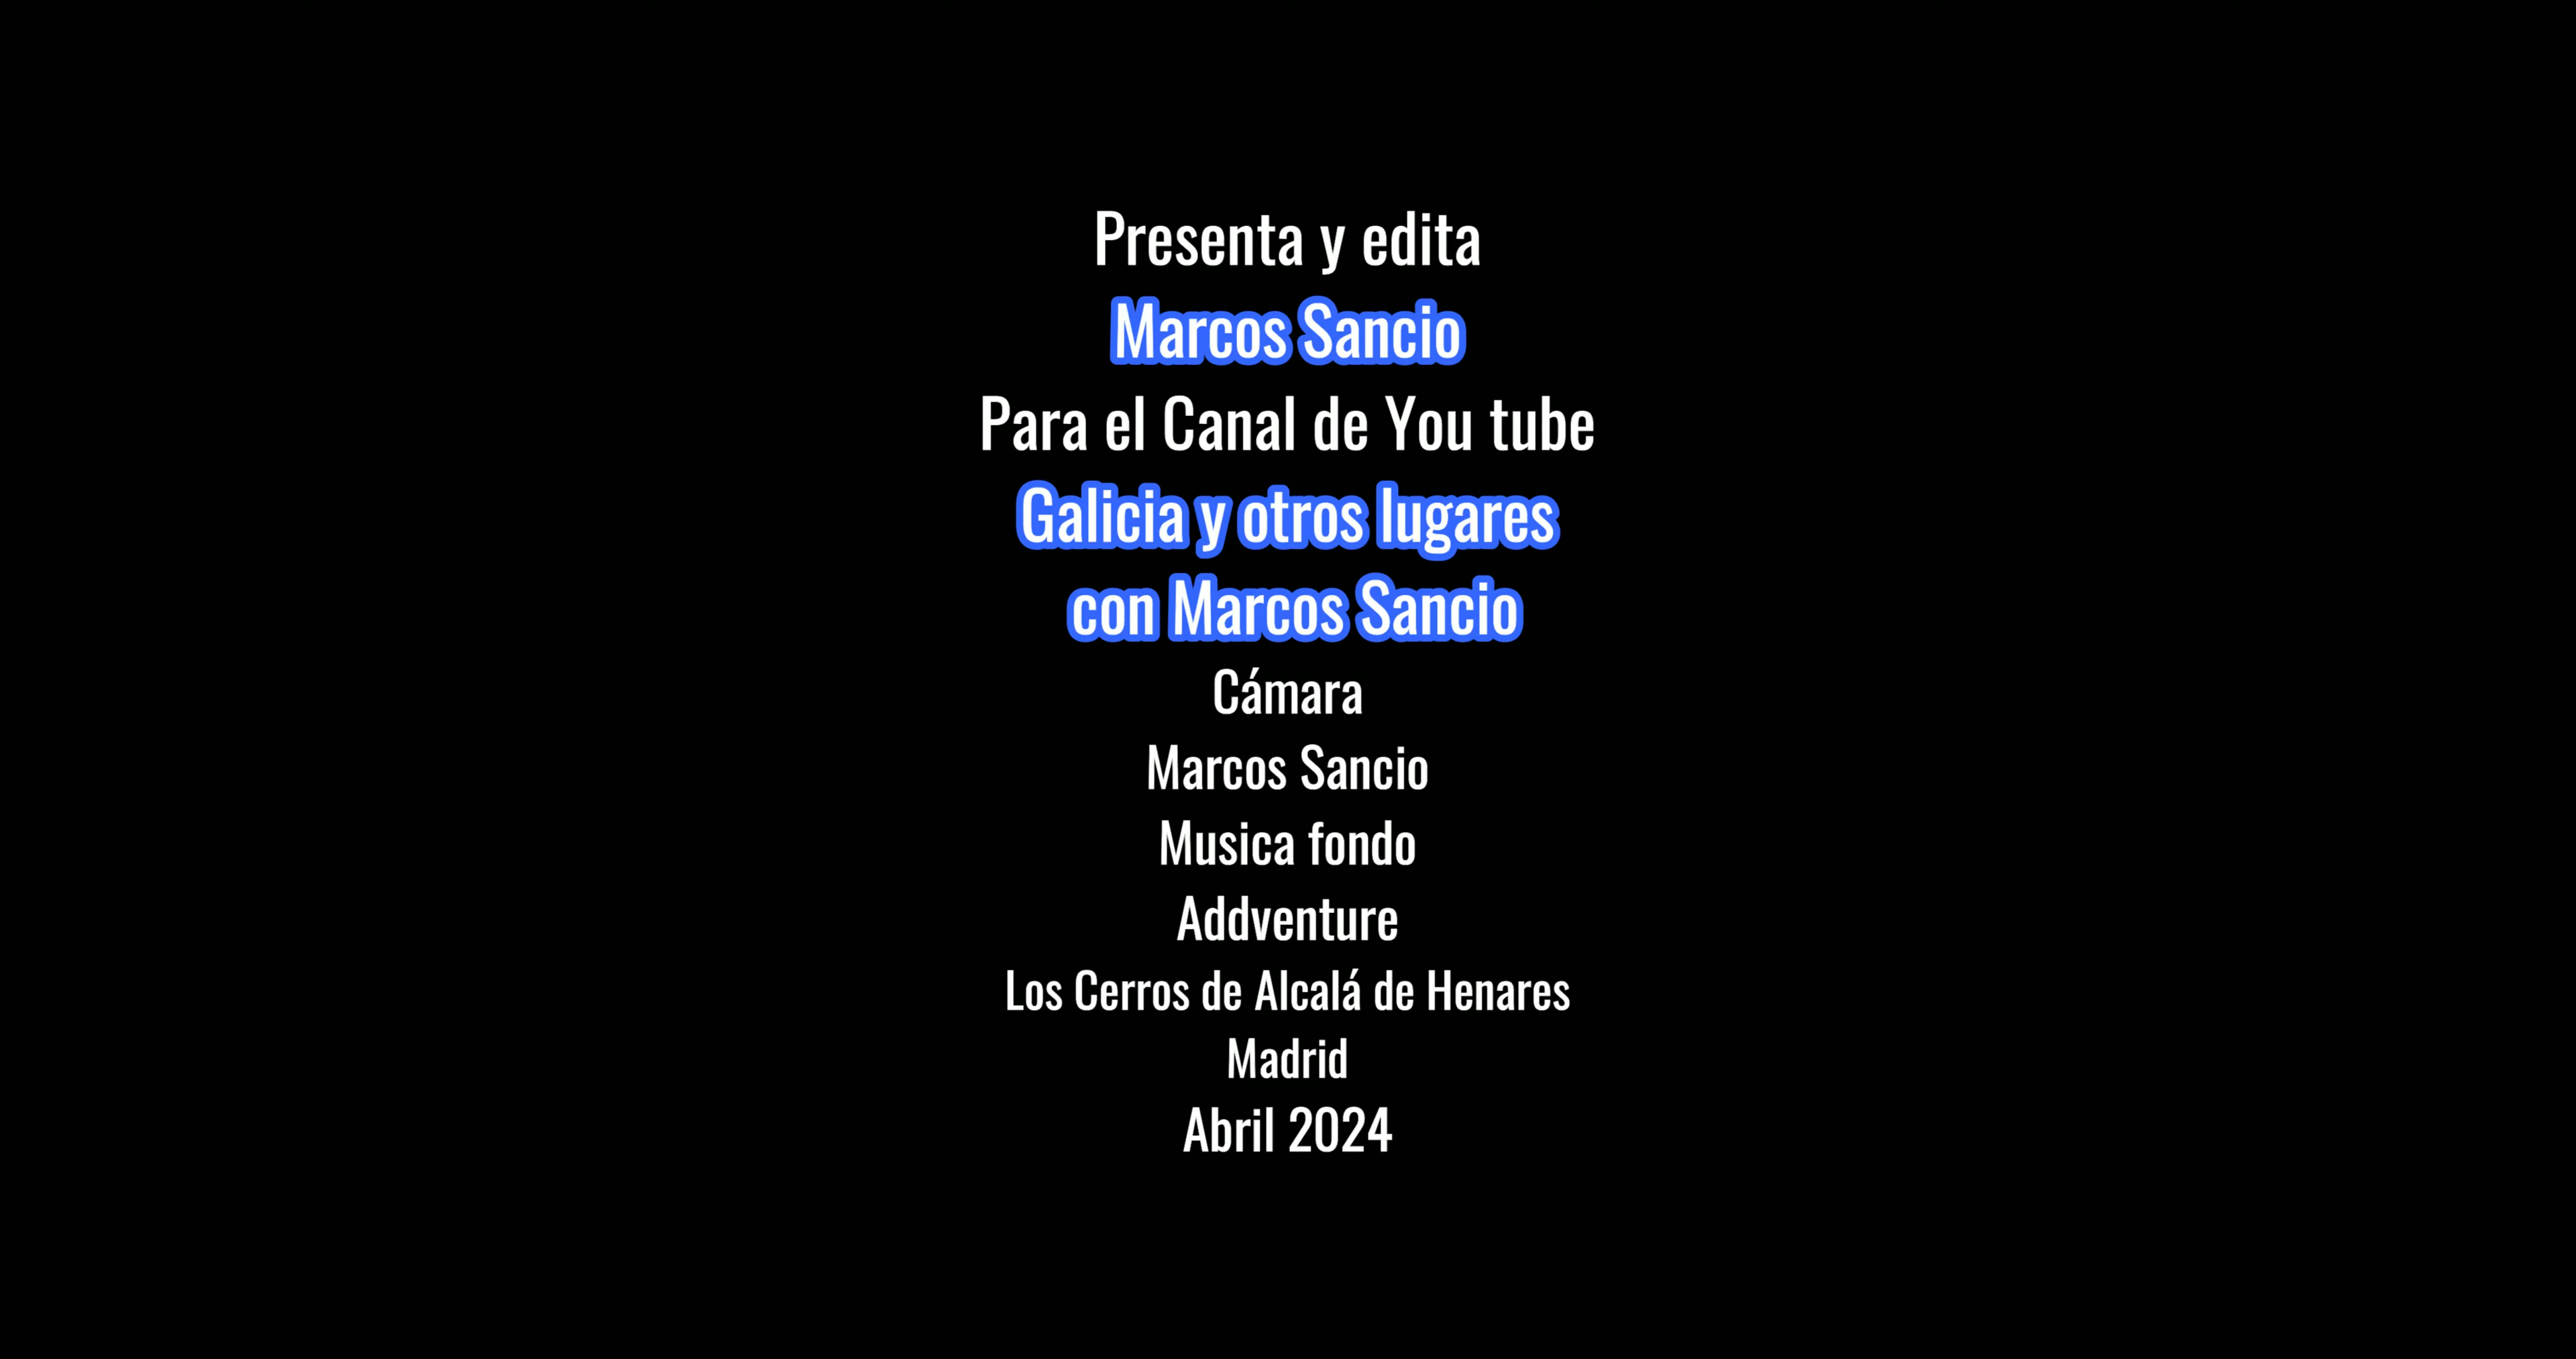 Presenta y edita
Marcos Sancio
Para el Canal de You tube
Galicia y otros lugares
con Marcos Sancio
Cámara
Marcos Sancio
Musica fondo
Addventure
Los Cerros de Alcalá de Henares
Madrid
Abril 2024